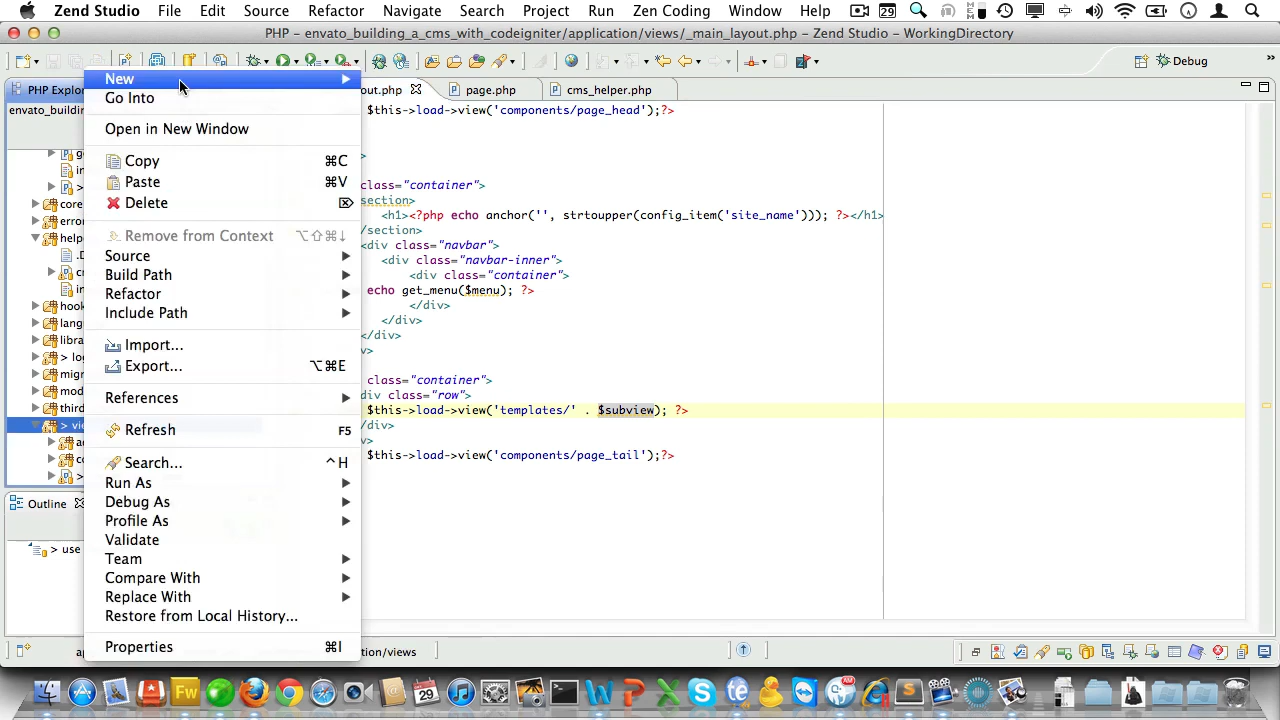 Zend Studio File Edit Source Refactor Navigate Search Project Run Zen Coding Window Help
PHP – envato_building_a_cms_with_codeigniter/application/views/_main_layout.php – Zend Studio – WorkingDirectory
Debug
PHP Explor
out.php
page.php
cms_helper.php
envato_buildin
New
Go Into
Open in New Window
Copy ⌘C
Paste ⌘V
Delete ⌦
Remove from Context ⌥⇧⌘↓
Source
Build Path
Refactor
Include Path
Import...
Export... ⌥⌘E
References
Refresh F5
Search... ^H
Run As
Debug As
Profile As
Validate
Team
Compare With
Replace With
Restore from Local History...
Properties ⌘I
core
error
help
.D
cr
in
hook
lang
libra
> log
migr
mod
third
> vie
Outline
> use
$this->load->view('components/page_head');?>
>
class="container">
section>
<h1><?php echo anchor('', strtoupper(config_item('site_name'))); ?></h1>
/section>
<div class="navbar">
<div class="navbar-inner">
<div class="container">
echo get_menu($menu); ?>
</div>
</div>
</div>
v>
class="container">
div class="row">
$this->load->view('templates/' . $subview); ?>
/div>
v>
$this->load->view('components/page_tail');?>
ion/views